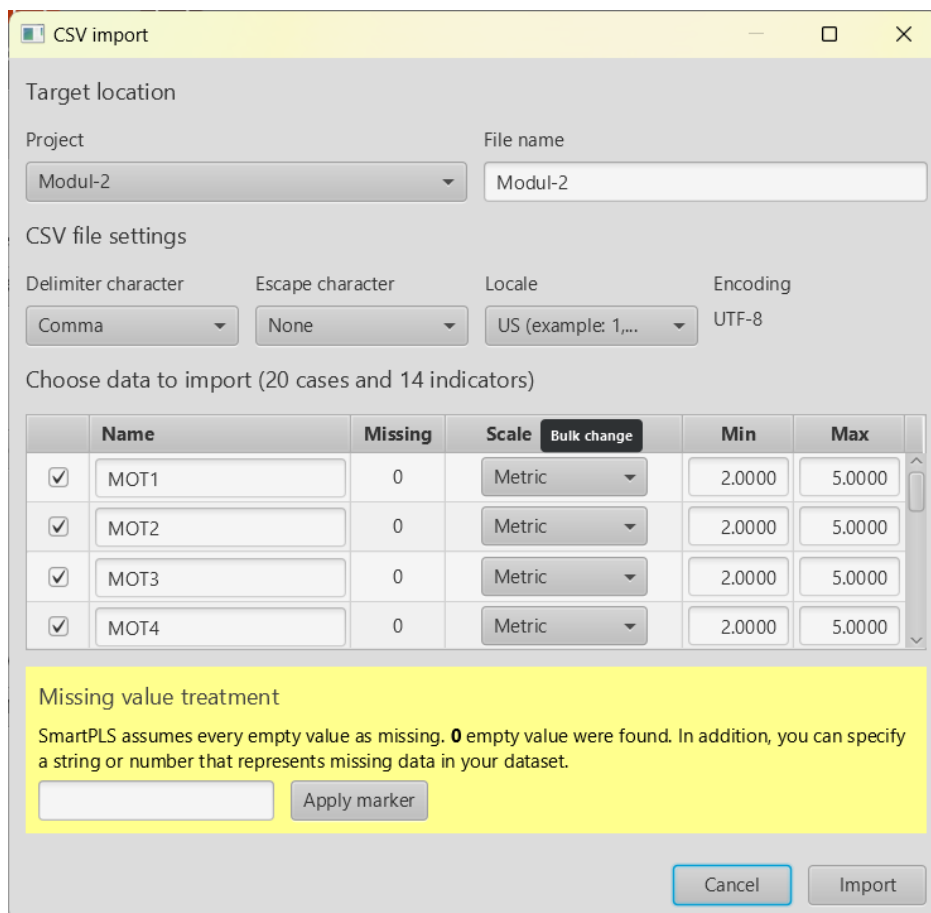 CSV import
Target location
Project File name
Modul-2 Modul-2
CSV file settings
Delimiter character Escape character Locale Encoding
Comma None US (example: 1,... UTF-8
Choose data to import (20 cases and 14 indicators)
Name Missing Scale Bulk change Min Max
MOT1 0 Metric 2.0000 5.0000
MOT2 0 Metric 2.0000 5.0000
MOT3 0 Metric 2.0000 5.0000
MOT4 0 Metric 2.0000 5.0000
Missing value treatment
SmartPLS assumes every empty value as missing. 0 empty value were found. In addition, you can specify
a string or number that represents missing data in your dataset.
Apply marker
Cancel Import